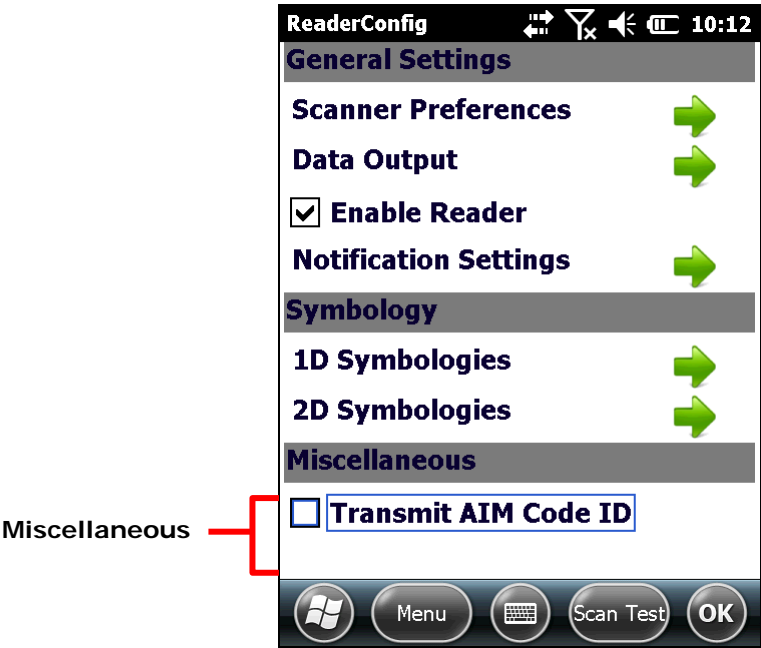 ReaderConfig 10:12
General Settings
Scanner Preferences
Data Output
Enable Reader
Notification Settings
Symbology
1D Symbologies
2D Symbologies
Miscellaneous
Transmit AIM Code ID
Miscellaneous
Menu Scan Test OK